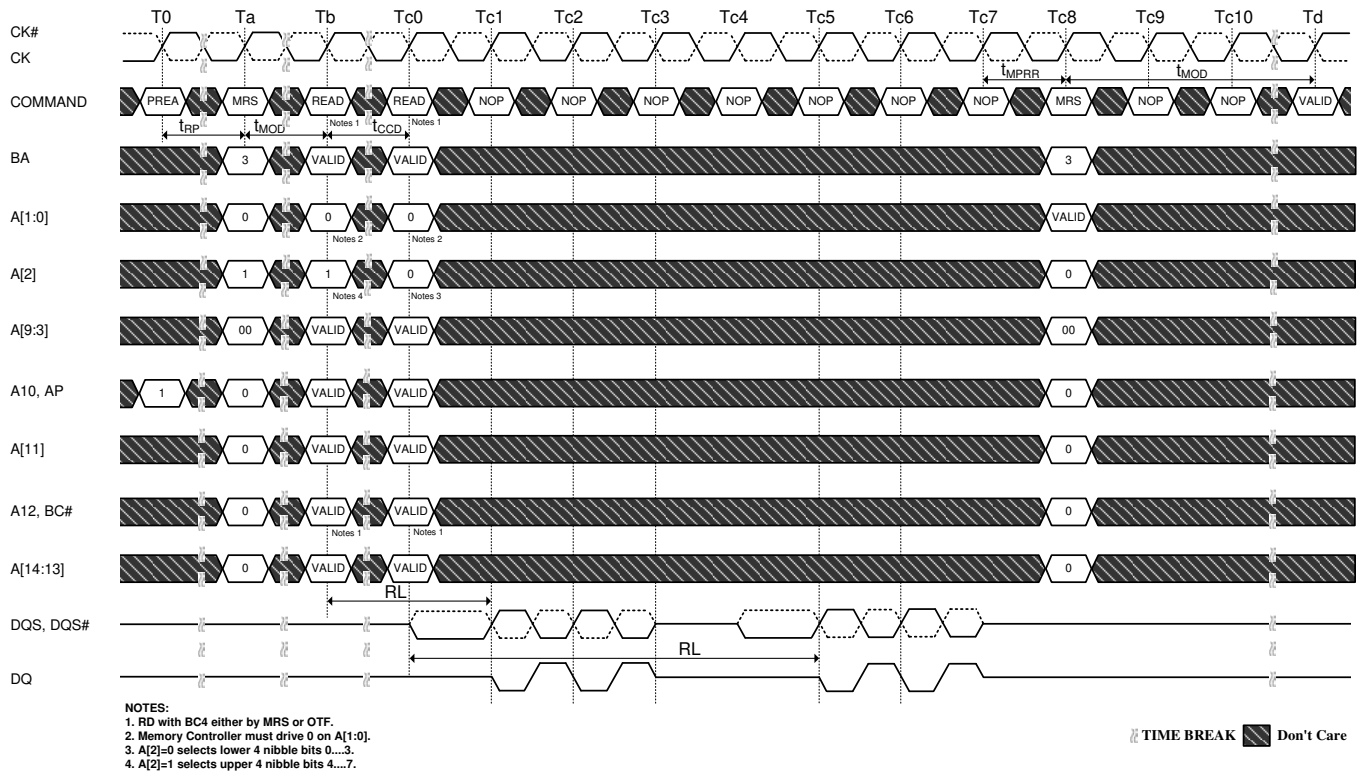 T0 Ta Tb Tc0 Tc1 Tc2 Tc3 Tc4 Tc5 Tc6 Tc7 Tc8 Tc9 Tc10 Td
CK#
CK
tMPRR tMOD
COMMAND PREA MRS READ READ NOP NOP NOP NOP NOP NOP NOP MRS NOP NOP VALID
Notes 1 Notes 1
tRP tMOD tCCD
BA 3 VALID VALID 3
A[1:0] 0 0 0 VALID
Notes 2 Notes 2
A[2] 1 1 0 0
Notes 4 Notes 3
A[9:3] 00 VALID VALID 00
A10, AP 1 0 VALID VALID 0
A[11] 0 VALID VALID 0
A12, BC# 0 VALID VALID 0
Notes 1 Notes 1
A[14:13] 0 VALID VALID 0
RL
DQS, DQS#
RL
DQ
NOTES:
1. RD with BC4 either by MRS or OTF.
2. Memory Controller must drive 0 on A[1:0].
3. A[2]=0 selects lower 4 nibble bits 0....3.
4. A[2]=1 selects upper 4 nibble bits 4....7.
TIME BREAK Don't Care